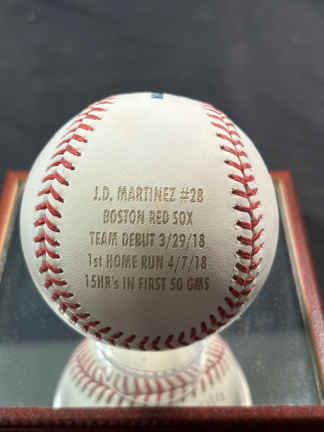 J.D. MARTINEZ #28
BOSTON RED SOX
TEAM DEBUT 3/29/18
1st HOME RUN 4/7/18
15HR's IN FIRST 50 GMS